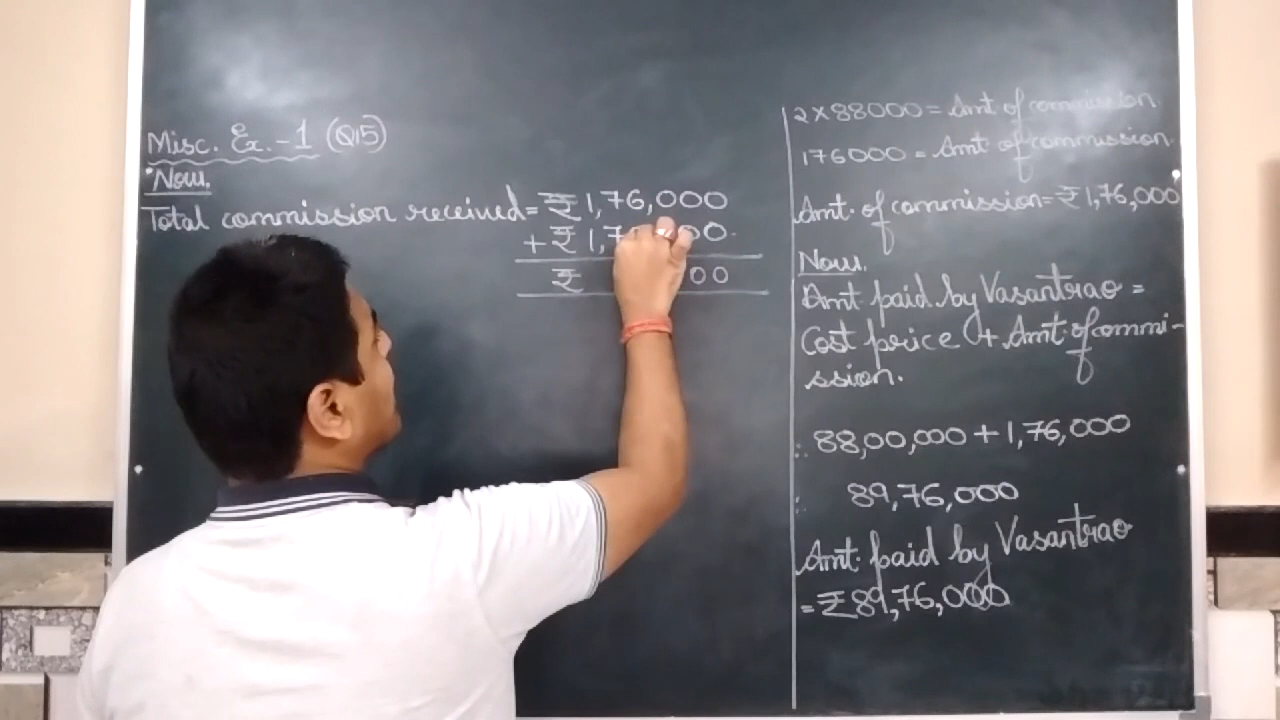 Misc. Ex.-1 (Q15)
Now,
Total commission received = ₹ 1,76,000
+ ₹ 1,7 00.
₹ 00
2×88000 = Amt of commission
176000 = Amt of commission.
Amt. of commission = ₹ 1,76,000
Now,
Amt paid by Vasantrao =
Cost price + Amt of commi-
ssion.
∴ 88,00,000 + 1,76,000
∴ 89,76,000
Amt. paid by Vasantrao
= ₹ 89,76,000